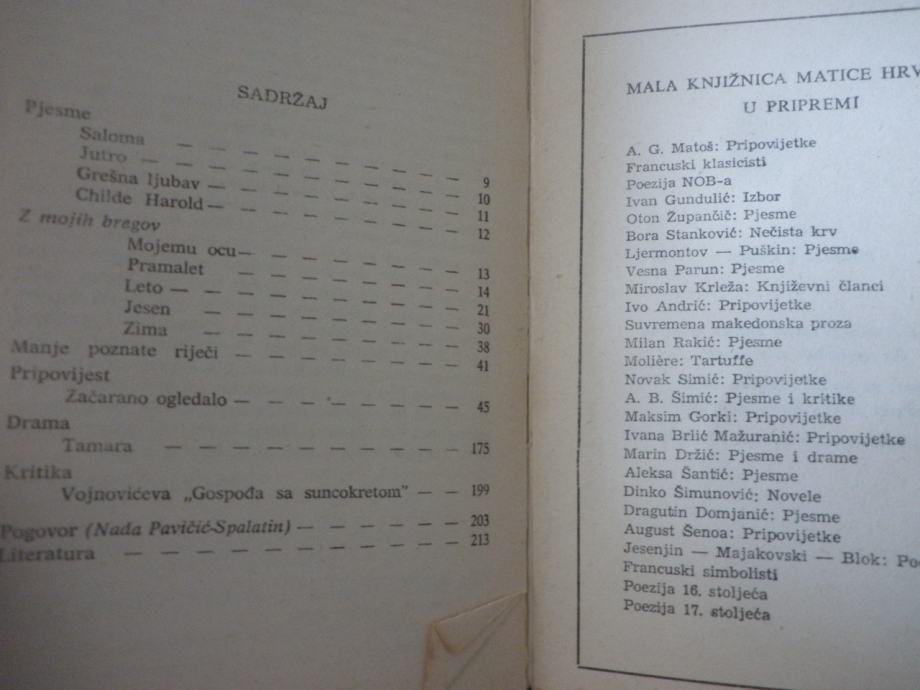 SADRŽAJ
Pjesme
Saloma — — — — — — — — 9
Jutro — — — — — — — — — 10
Grešna ljubav — — — — — — — 11
Childe Harold — — — — 12
Z mojih bregov
Mojemu ocu — — — — — — 13
Pramalet — — — — — — 14
Leto — — — — — — — 21
Jesen — — — — — — 30
Zima — — — — — — 38
Manje poznate riječi — — — — — — 41
Pripovijest
Začarano ogledalo — — — — — — — 45
Drama
Tamara — — — — — — — — 175
Kritika
Vojnovićeva „Gospođa sa suncokretom” — — 199
Pogovor (Nada Pavičić-Spalatin) — — — — — 203
Literatura — — — — — — — — — 213
MALA KNJIŽNICA MATICE HRV
U PRIPREMI
A. G. Matoš: Pripovijetke
Francuski klasicisti
Poezija NOB-a
Ivan Gundulić: Izbor
Oton Župančič: Pjesme
Bora Stanković: Nečista krv
Ljermontov — Puškin: Pjesme
Vesna Parun: Pjesme
Miroslav Krleža: Književni članci
Ivo Andrić: Pripovijetke
Suvremena makedonska proza
Milan Rakić: Pjesme
Molière: Tartuffe
Novak Simić: Pripovijetke
A. B. Šimić: Pjesme i kritike
Maksim Gorki: Pripovijetke
Ivana Brlić Mažuranić: Pripovijetke
Marin Držić: Pjesme i drame
Aleksa Šantić: Pjesme
Dinko Šimunović: Novele
Dragutin Domjanić: Pjesme
August Šenoa: Pripovijetke
Jesenjin — Majakovski — Blok: Po
Francuski simbolisti
Poezija 16. stoljeća
Poezija 17. stoljeća